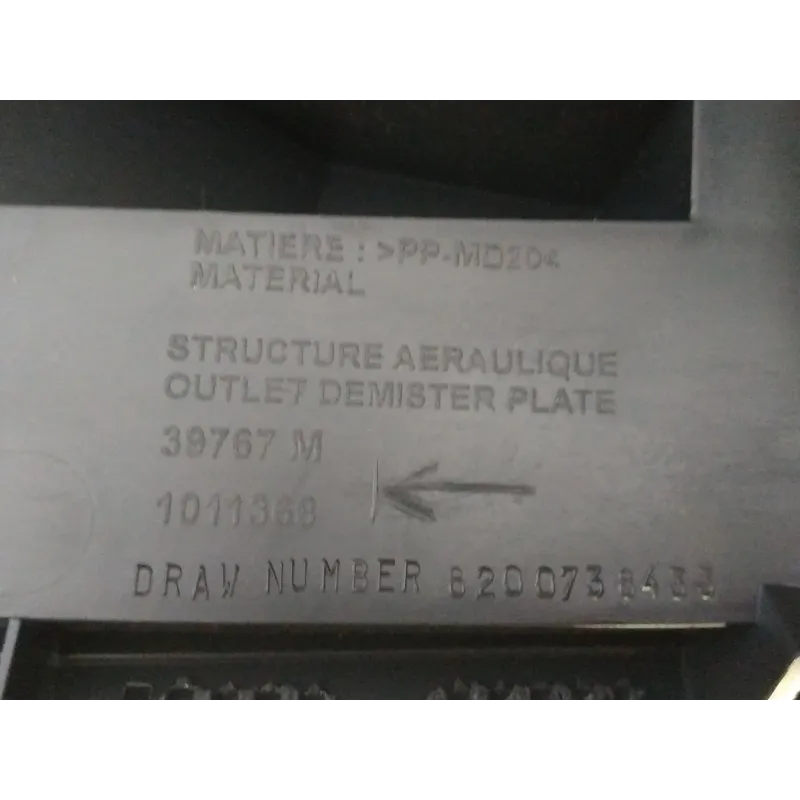 MATIERE : >PP-MD20<
MATERIAL
STRUCTURE AERAULIQUE
OUTLET DEMISTER PLATE
39767 M
1011368
DRAW NUMBER 8200738433